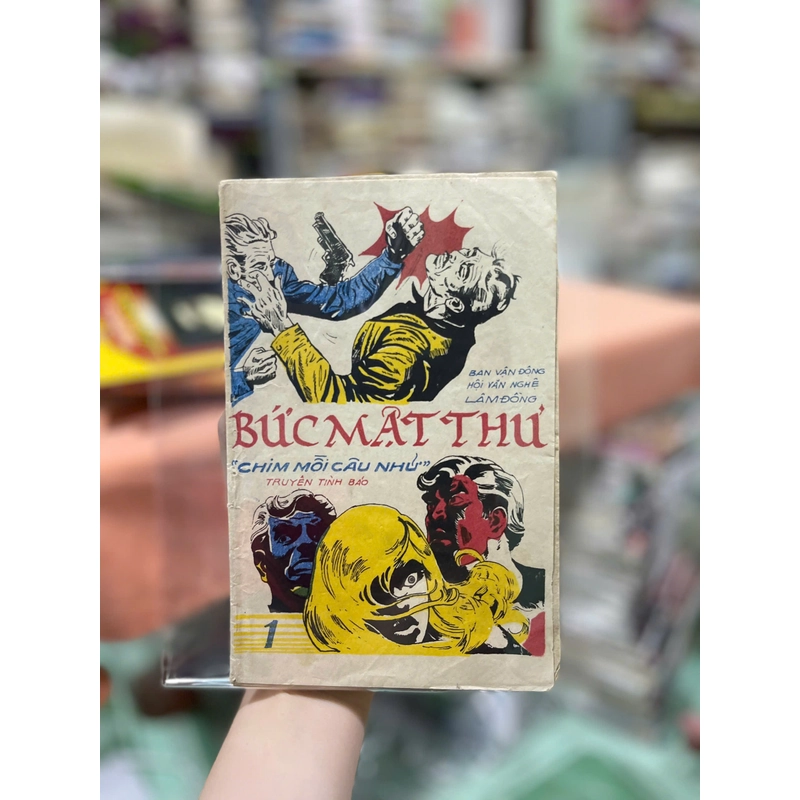 BAN VẬN ĐỘNG
HỘI VĂN NGHỆ
LÂM ĐỒNG
BỨC MẬT THƯ
"CHIM MỒI CÂU NHỬ"
TRUYỆN TÌNH BÁO
1